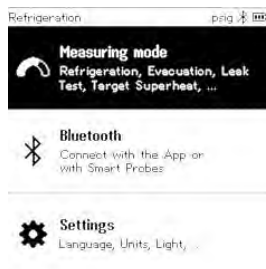 Refrigeration psig
Measuring mode
Refrigeration, Evacuation, Leak
Test, Target Superheat, ...
Bluetooth
Connect with the App or
with Smart Probes
Settings
Language, Units, Light, ...